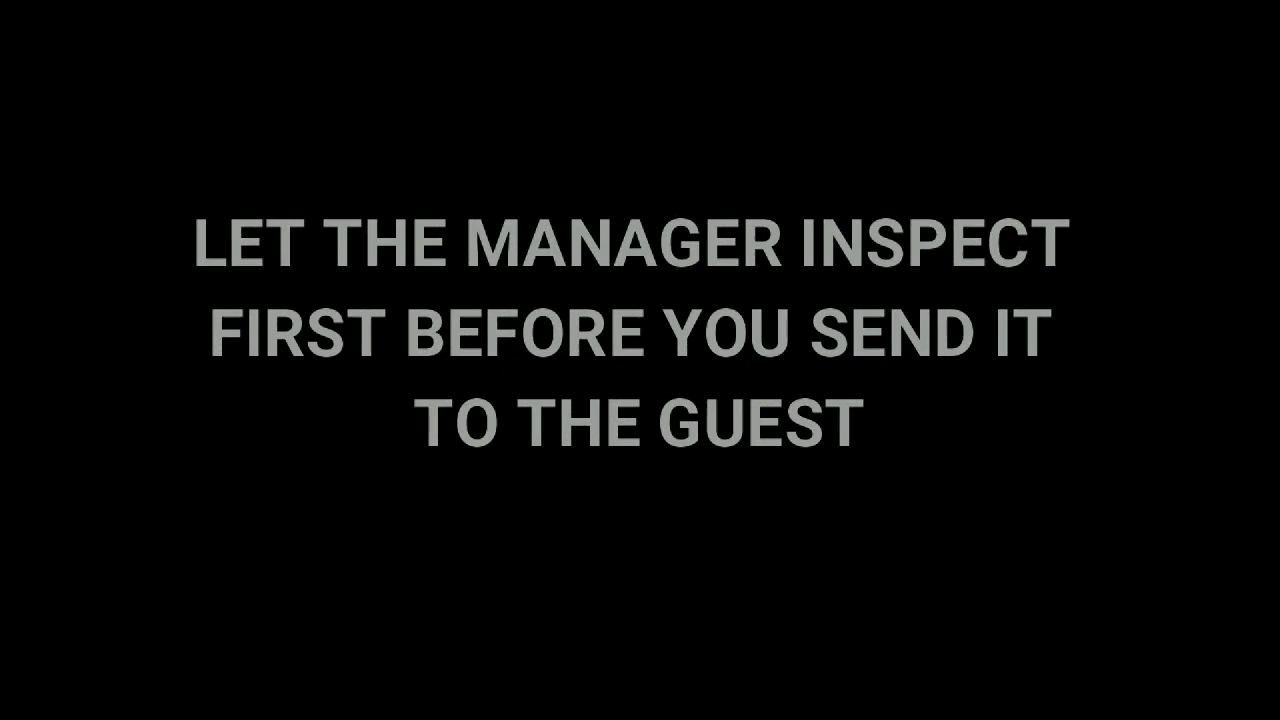 LET THE MANAGER INSPECT
FIRST BEFORE YOU SEND IT
TO THE GUEST